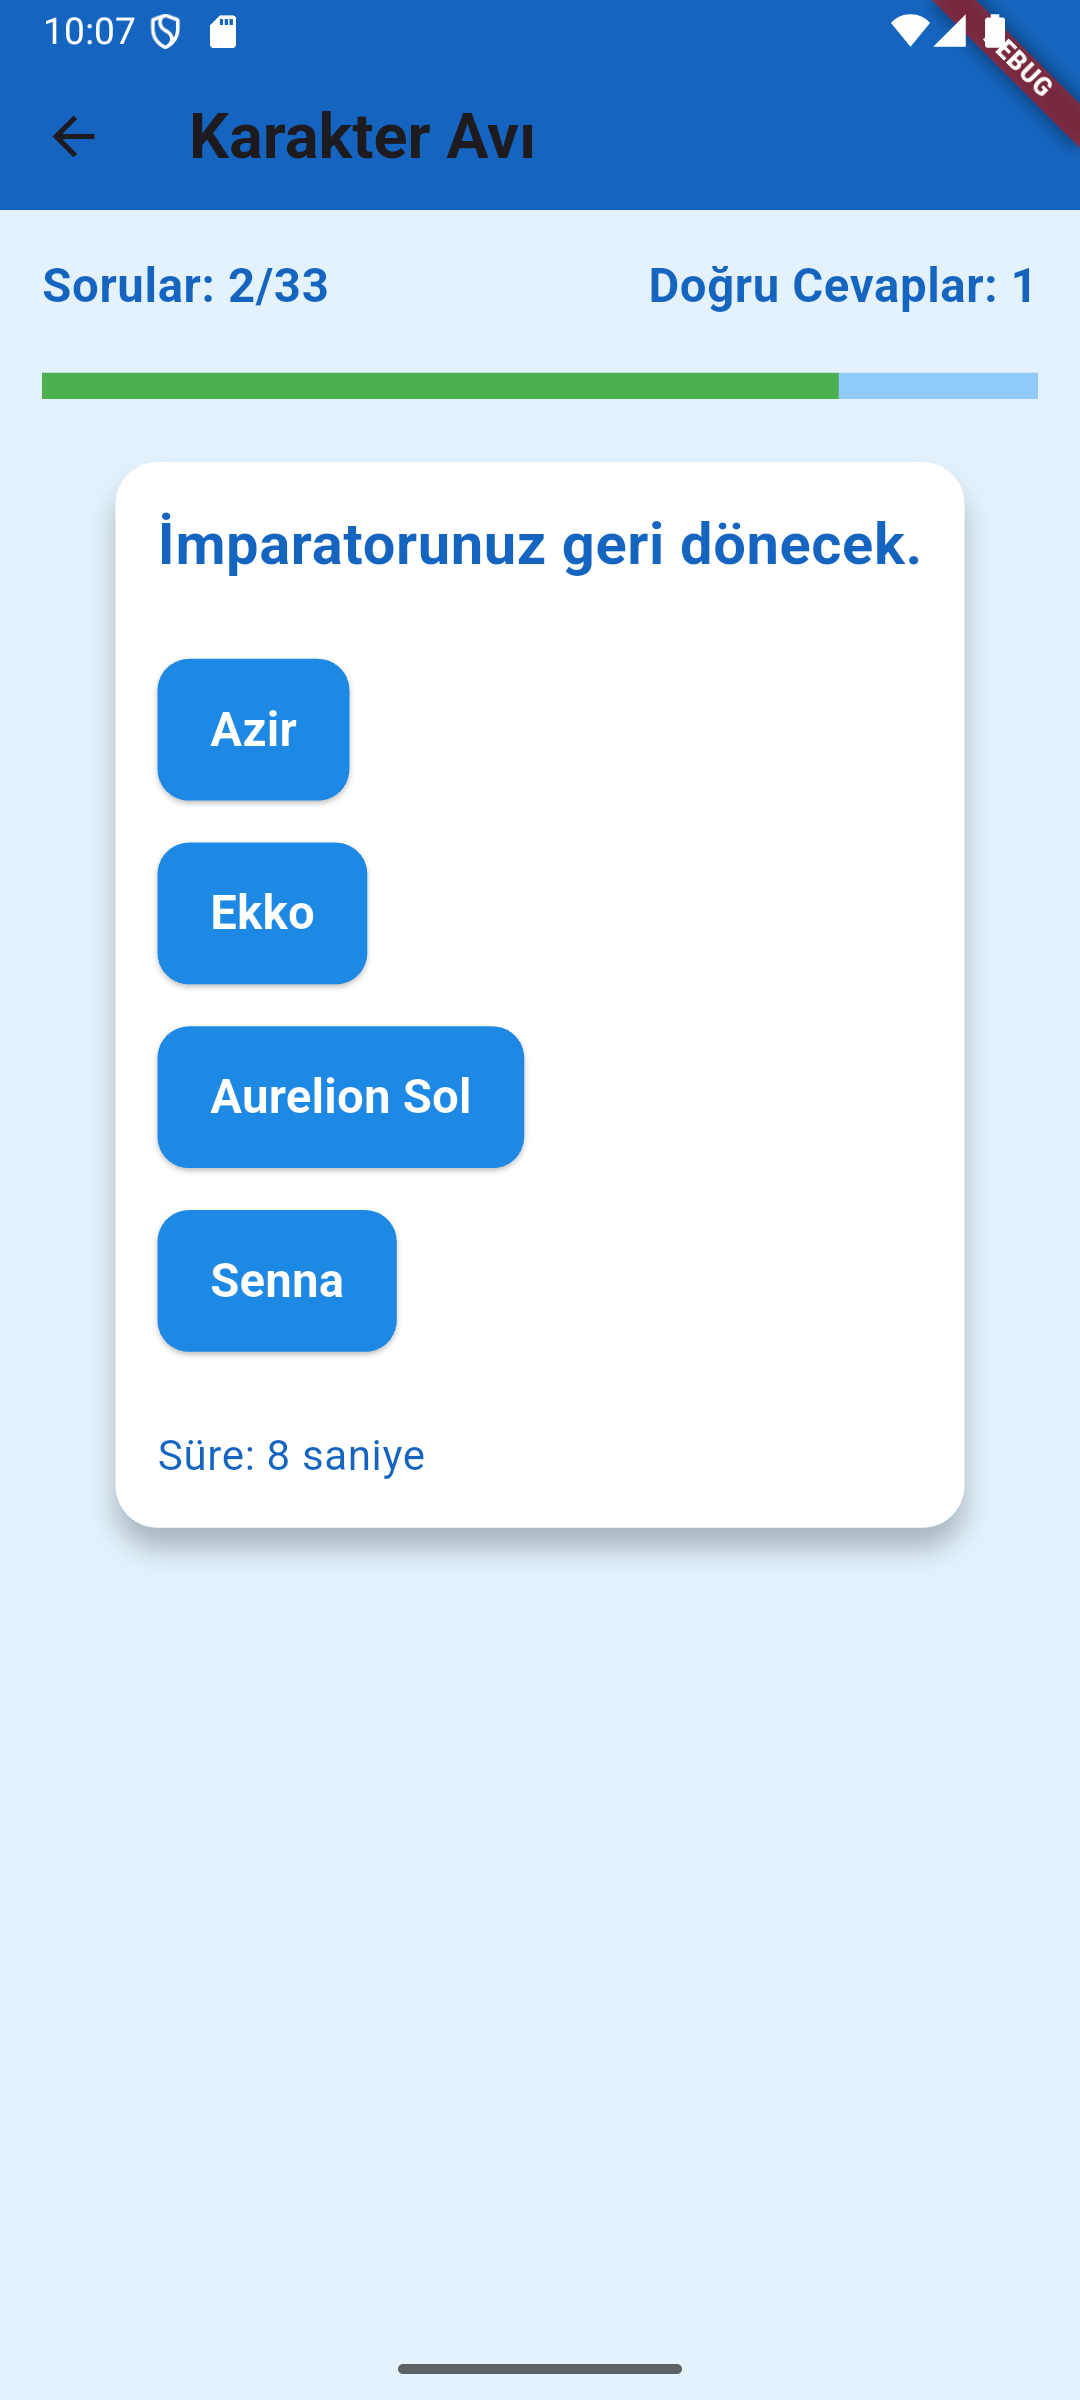 10:07
EBUG
Karakter Avı
Sorular: 2/33
Doğru Cevaplar: 1
İmparatorunuz geri dönecek.
Azir
Ekko
Aurelion Sol
Senna
Süre: 8 saniye